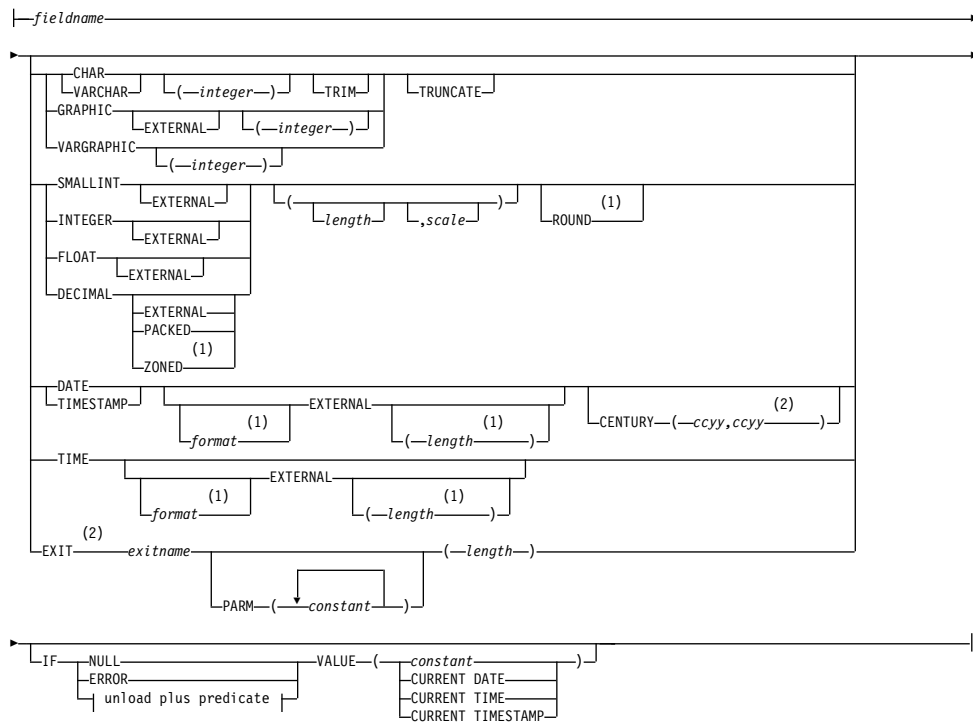 fieldname
CHAR
VARCHAR (integer) TRIM TRUNCATE
GRAPHIC
EXTERNAL (integer)
VARGRAPHIC
(integer)
SMALLINT
EXTERNAL ( length ,scale ) (1)
INTEGER ROUND
EXTERNAL
FLOAT
EXTERNAL
DECIMAL
EXTERNAL
PACKED
(1)
ZONED
DATE
TIMESTAMP EXTERNAL (2)
(1) (1) CENTURY (ccyy,ccyy)
format (length)
TIME
EXTERNAL
(1) (1)
format (length)
(2)
EXIT exitname (length)
PARM ( constant )
IF NULL VALUE ( constant )
ERROR CURRENT DATE
unload plus predicate CURRENT TIME
CURRENT TIMESTAMP